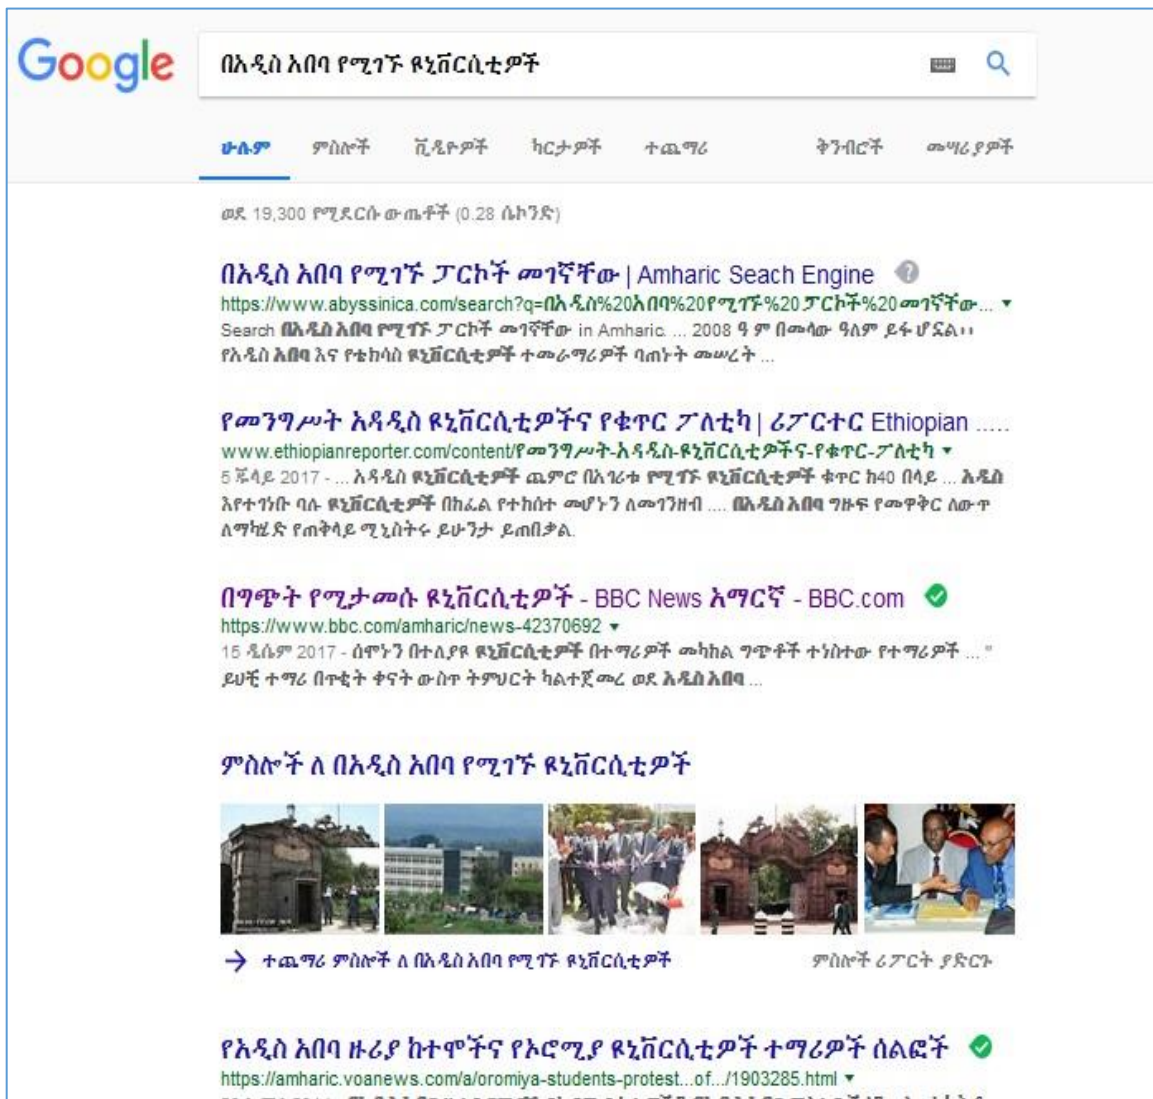 Google
በአዲስ አበባ የሚገኙ ዩኒቨርሲቲዎች
ሁሉም ምስሎች ቪዲዮዎች ካርታዎች ተጨማሪ ቅንብሮች መሣሪያዎች
ወደ 19,300 የሚደርሱ ውጤቶች (0.28 ሴኮንድ)
በአዲስ አበባ የሚገኙ ፓርኮች መገኛቸው | Amharic Seach Engine
https://www.abyssinica.com/search?q=በአዲስ%20አበባ%20የሚገኙ%20ፓርኮች%20መገኛቸው...
Search በአዲስ አበባ የሚገኙ ፓርኮች መገኛቸው in Amharic. ... 2008 ዓ ም በመላው ዓለም ይፋ ሆኗል፡፡
የአዲስ አበባ እና የቴክሳስ ዩኒቨርሲቲዎች ተመራማሪዎች ባጠኑት መሠረት ...
የመንግሥት አዳዲስ ዩኒቨርሲቲዎችና የቁጥር ፖለቲካ | ሪፖርተር Ethiopian .....
www.ethiopianreporter.com/content/የመንግሥት-አዳዲስ-ዩኒቨርሲቲዎችና-የቁጥር-ፖለቲካ
5 ጁላይ 2017 - ... አዳዲስ ዩኒቨርሲቲዎች ጨምሮ በአገሪቱ የሚገኙ ዩኒቨርሲቲዎች ቁጥር ከ40 በላይ ... አዲስ
እየተገነቡ ባሉ ዩኒቨርሲቲዎች በከፊል የተከሰተ መሆኑን ለመገንዘብ .... በአዲስ አበባ ግዙፍ የመዋቅር ለውጥ
ለማካሄድ የጠቅላይ ሚኒስትሩ ይሁንታ ይጠበቃል.
በግጭት የሚታመሱ ዩኒቨርሲቲዎች - BBC News አማርኛ - BBC.com
https://www.bbc.com/amharic/news-42370692
15 ዲሴም 2017 - ሰሞኑን በተለያዩ ዩኒቨርሲቲዎች በተማሪዎች መካከል ግጭቶች ተነስተው የተማሪዎች ... "
ይህቺ ተማሪ በጥቂት ቀናት ውስጥ ትምህርት ካልተጀመረ ወደ አዲስ አበባ ...
ምስሎች ለ በአዲስ አበባ የሚገኙ ዩኒቨርሲቲዎች
ተጨማሪ ምስሎች ለ በአዲስ አበባ የሚገኙ ዩኒቨርሲቲዎች ምስሎች ሪፖርት ያድርጉ
የአዲስ አበባ ዙሪያ ከተሞችና የኦሮሚያ ዩኒቨርሲቲዎች ተማሪዎች ሰልፎች
https://amharic.voanews.com/a/oromiya-students-protest...of.../1903285.html